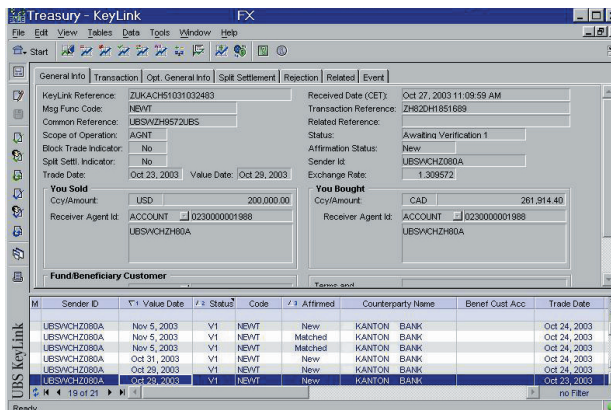 Treasury - KeyLink FX
File Edit View Tables Data Tools Window Help
Start
General Info Transaction Opt. General Info Split Settlement Rejection Related Event
KeyLink Reference: ZUKACH51031032483 Received Date (CET): Oct 27, 2003 11:09:59 AM
Msg Func Code: NEWT Transaction Reference: ZH82DH1851689
Common Reference: UBSWZH9572UBS Related Reference:
Scope of Operation: AGNT Status: Awaiting Verification 1
Block Trade Indicator: No Affirmation Status: New
Split Settl. Indicator: No Sender Id: UBSWCHZ080A
Trade Date: Oct 23, 2003 Value Date: Oct 29, 2003 Exchange Rate: 1.309572
You Sold You Bought
Ccy/Amount: USD 200,000.00 Ccy/Amount: CAD 261,914.40
Receiver Agent Id: ACCOUNT 0230000001988 Receiver Agent Id: ACCOUNT 0230000001988
UBSWCHZH80A UBSWCHZH80A
Fund/Beneficiary Customer Terms and
M Sender ID 1 Value Date 2 Status Code 3 Affirmed Counterparty Name Benef Cust Acc Trade Date
UBSWCHZ080A Nov 5, 2003 V1 NEWT New KANTON BANK Oct 24, 2003
UBSWCHZ080A Nov 5, 2003 V1 NEWT Matched KANTON BANK Oct 24, 2003
UBSWCHZ080A Nov 5, 2003 V1 NEWT Matched KANTON BANK Oct 24, 2003
UBSWCHZ080A Oct 31, 2003 V1 NEWT New KANTON BANK Oct 24, 2003
UBSWCHZ080A Oct 29, 2003 V1 NEWT New KANTON BANK Oct 24, 2003
UBSWCHZ080A Oct 29, 2003 V1 NEWT New KANTON BANK Oct 23, 2003
19 of 21 no Filter
UBS KeyLink
Ready